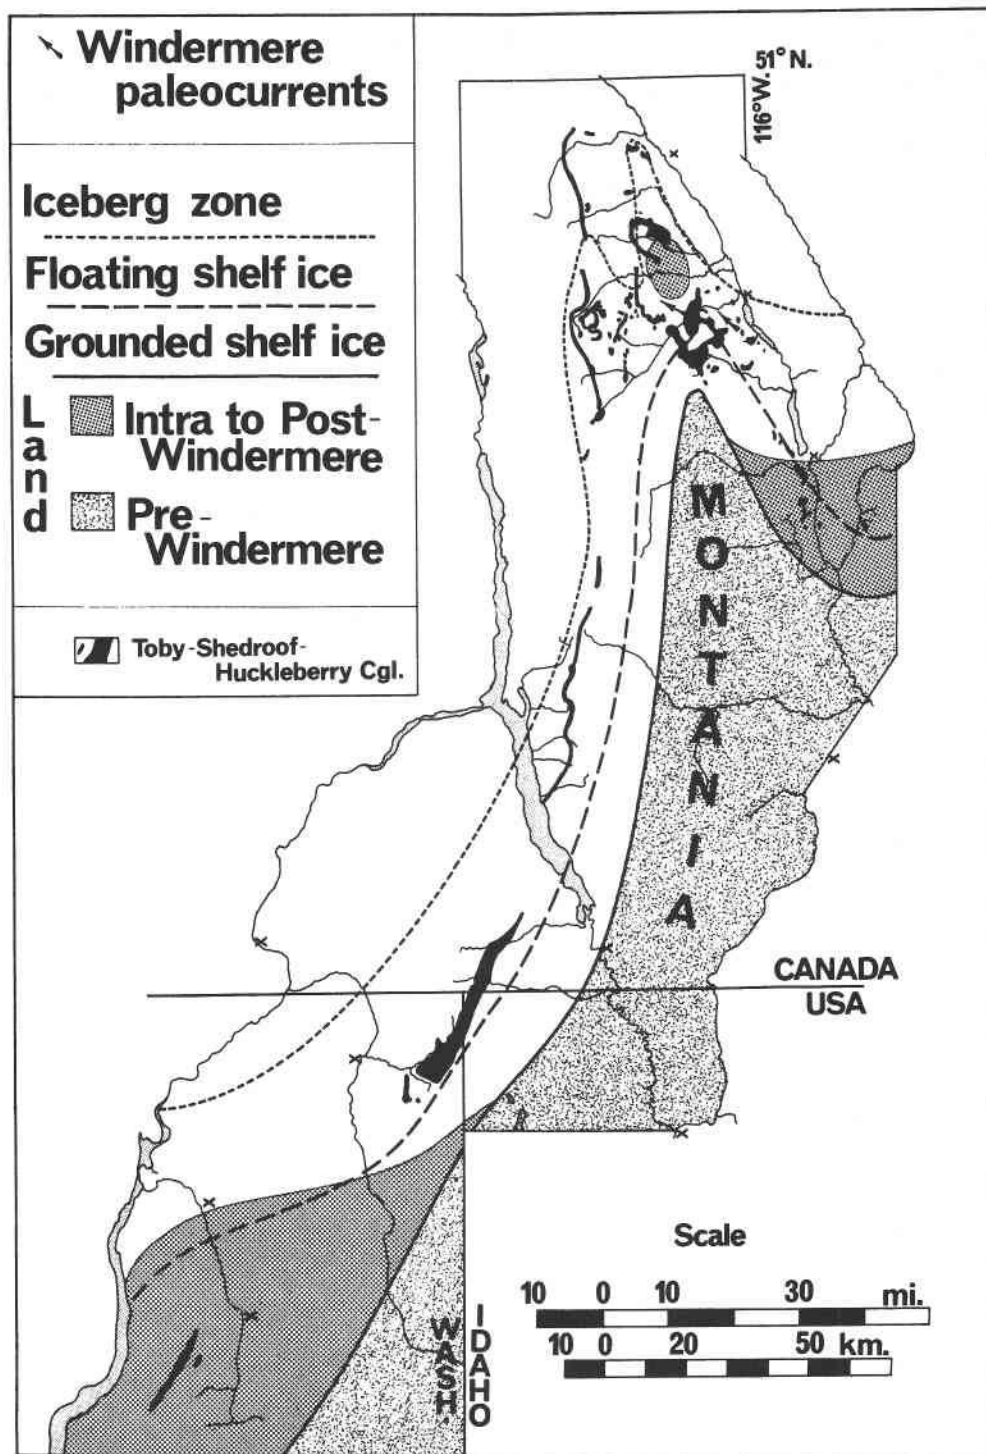 Windermere
paleocurrents
Iceberg zone
Floating shelf ice
Grounded shelf ice
Land
Intra to Post-
Windermere
Pre-
Windermere
Toby-Shedroof-
Huckleberry Cgl.
51° N.
116°W.
MONTANIA
CANADA
USA
WASH.
IDAHO
Scale
10 0 10 30 mi.
10 0 20 50 km.